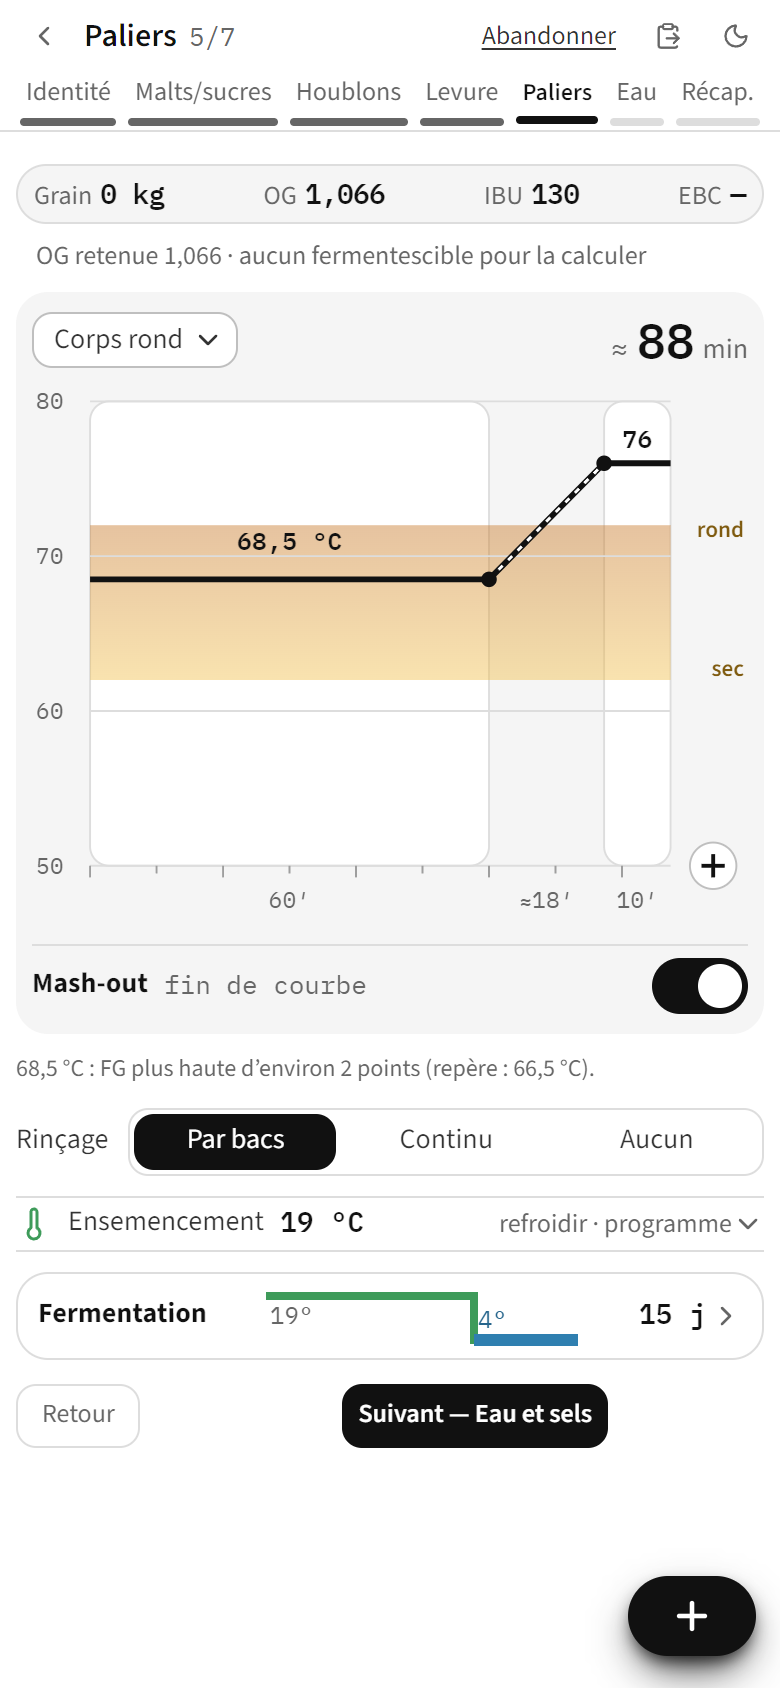 Paliers 5/7 Abandonner
Identité Malts/sucres Houblons Levure Paliers Eau Récap.
Grain 0 kg OG 1,066 IBU 130 EBC –
OG retenue 1,066 · aucun fermentescible pour la calculer
Corps rond ≈ 88 min
80
76
rond
68,5 °C
70
sec
60
50
60′ ≈18′ 10′
Mash-out fin de courbe
68,5 °C : FG plus haute d’environ 2 points (repère : 66,5 °C).
Rinçage Par bacs Continu Aucun
Ensemencement 19 °C refroidir · programme
Fermentation 19° 4° 15 j
Retour Suivant — Eau et sels